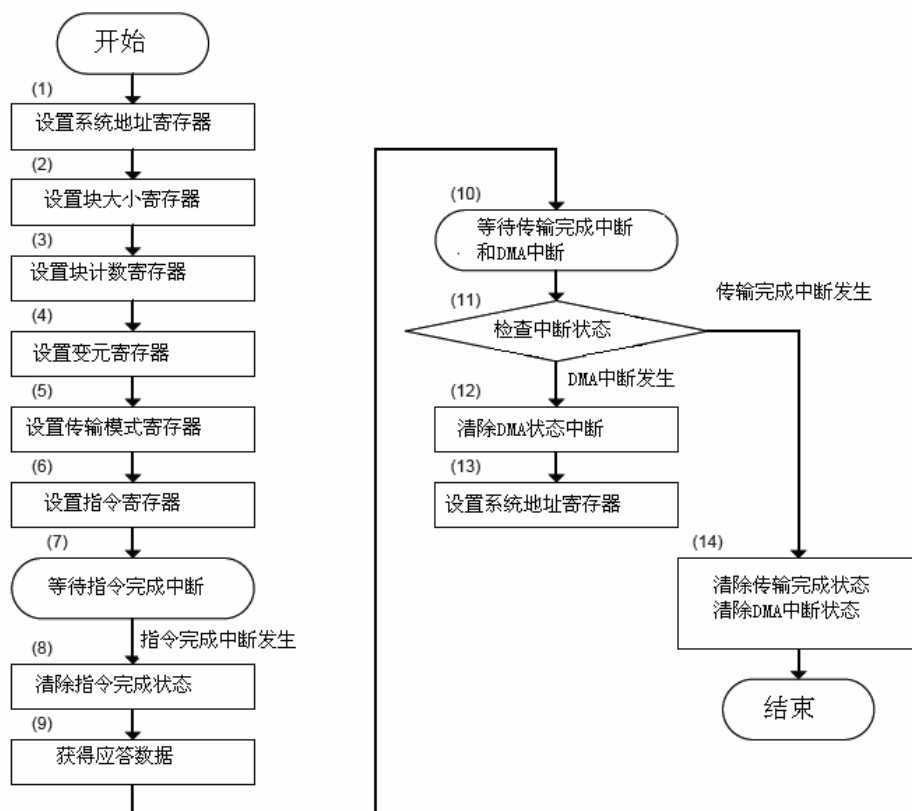 开始
(1)
设置系统地址寄存器
(2)
设置块大小寄存器
(3)
设置块计数寄存器
(4)
设置变元寄存器
(5)
设置传输模式寄存器
(6)
设置指令寄存器
(7)
等待指令完成中断
指令完成中断发生
(8)
清除指令完成状态
(9)
获得应答数据
(10)
等待传输完成中断
和DMA中断
(11)
检查中断状态
传输完成中断发生
DMA中断发生
(12)
清除DMA状态中断
(13)
设置系统地址寄存器
(14)
清除传输完成状态
清除DMA中断状态
结束